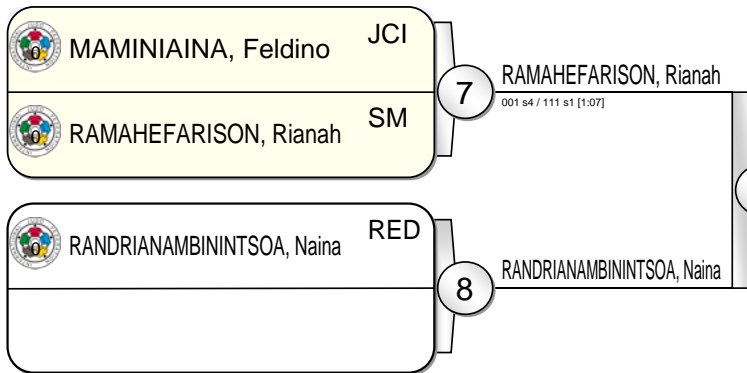 MAMINIAINA, Feldino JCI
0
RAMAHEFARISON, Rianah SM
0
7
RAMAHEFARISON, Rianah
001 s4 / 111 s1 [1:07]
RANDRIANAMBININTSOA, Naina RED
0
8
RANDRIANAMBININTSOA, Naina